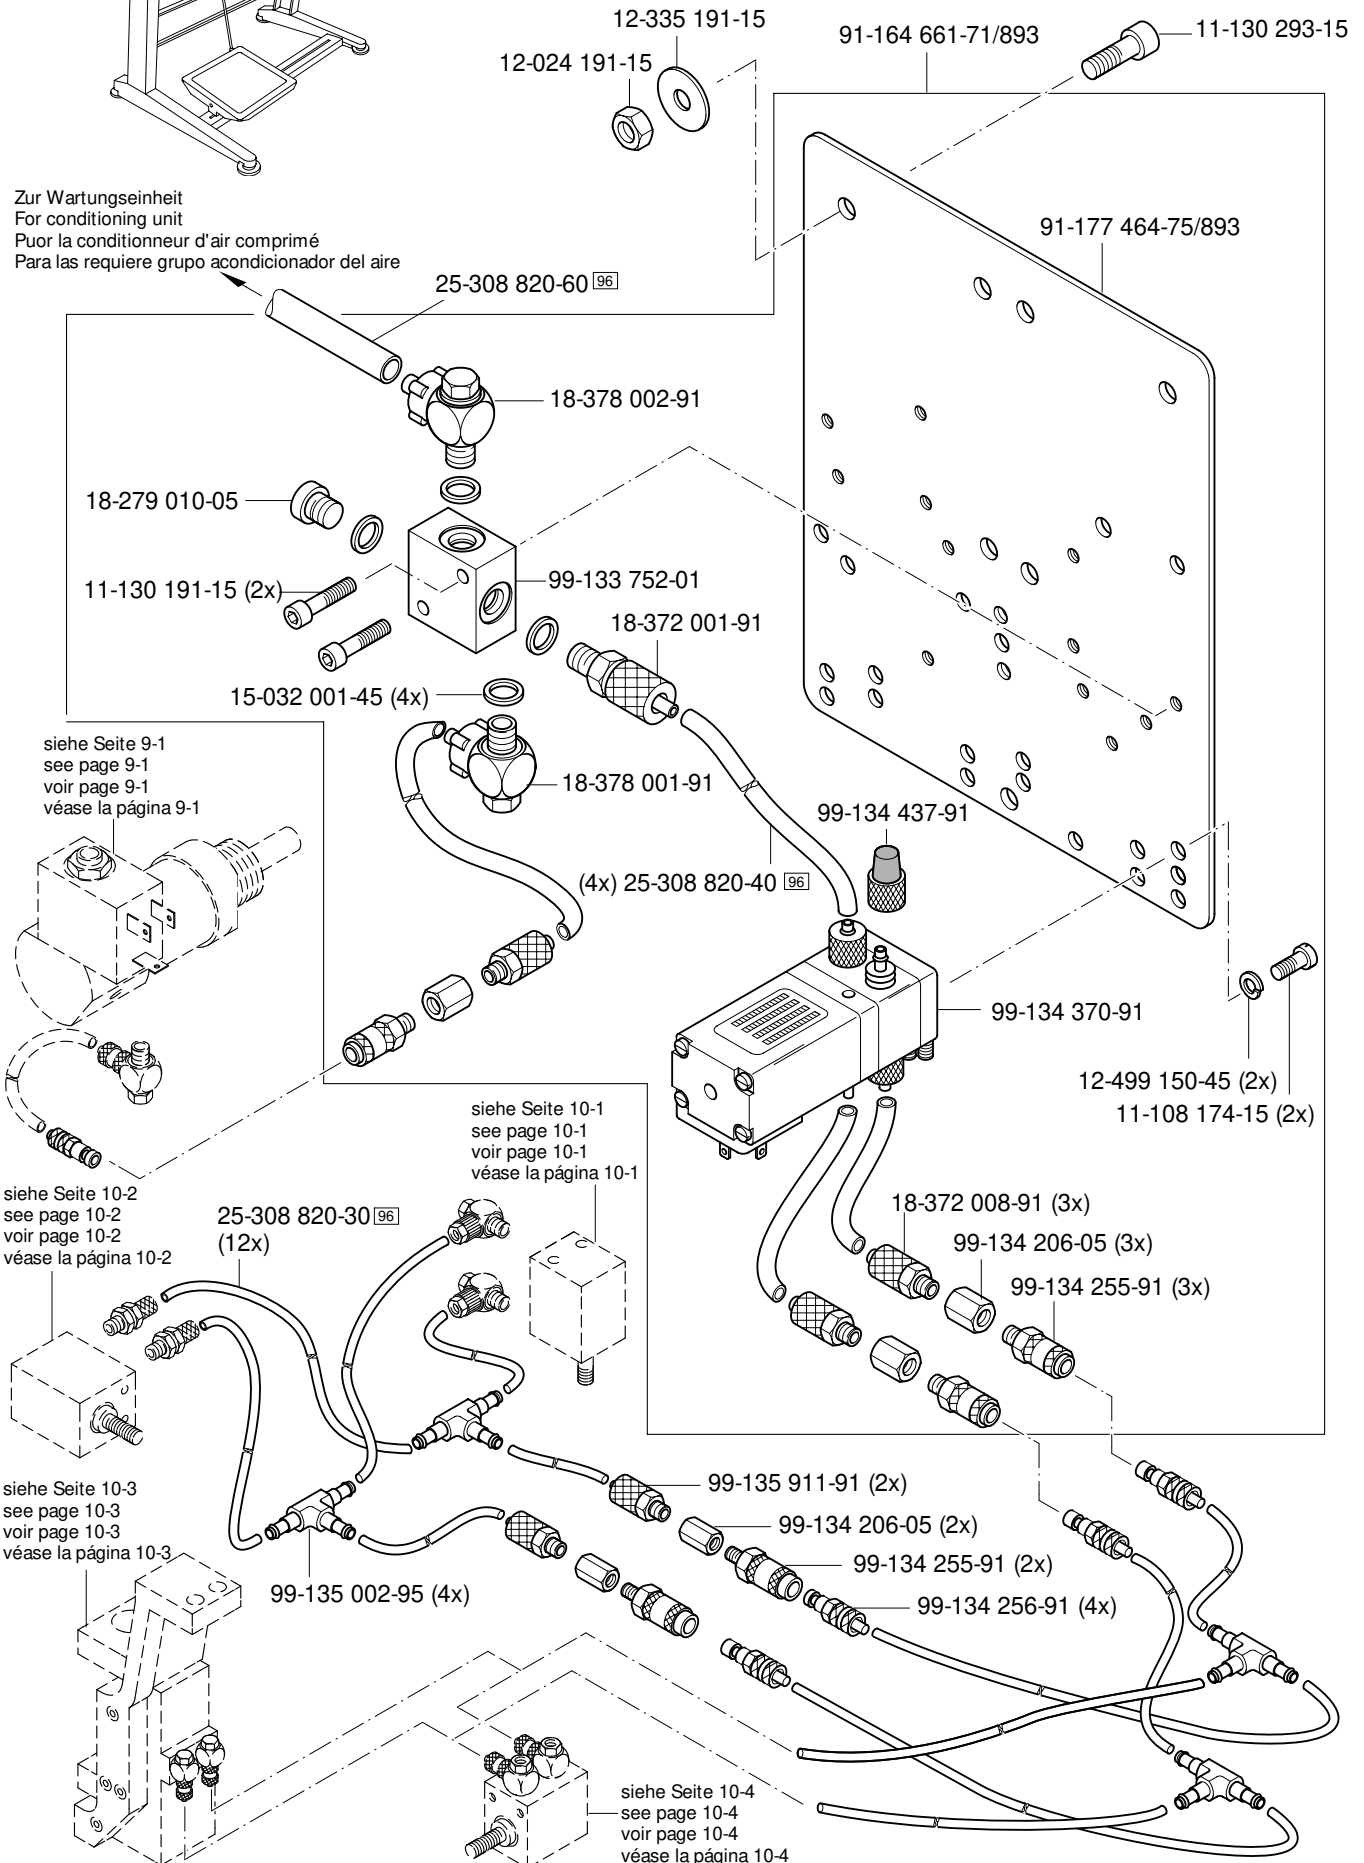 12-335 191-15
12-024 191-15
91-164 661-71/893
11-130 293-15
Zur Wartungseinheit
For conditioning unit
Puor la conditionneur d'air comprimé
Para las requiere grupo acondicionador del aire
91-177 464-75/893
25-308 820-60 96
18-378 002-91
18-279 010-05
11-130 191-15 (2x)
99-133 752-01
18-372 001-91
15-032 001-45 (4x)
siehe Seite 9-1
see page 9-1
voir page 9-1
véase la página 9-1
18-378 001-91
99-134 437-91
(4x) 25-308 820-40 96
99-134 370-91
12-499 150-45 (2x)
11-108 174-15 (2x)
siehe Seite 10-1
see page 10-1
voir page 10-1
véase la página 10-1
siehe Seite 10-2
see page 10-2
voir page 10-2
véase la página 10-2
25-308 820-30 96
(12x)
18-372 008-91 (3x)
99-134 206-05 (3x)
99-134 255-91 (3x)
siehe Seite 10-3
see page 10-3
voir page 10-3
véase la página 10-3
99-135 911-91 (2x)
99-134 206-05 (2x)
99-134 255-91 (2x)
99-134 256-91 (4x)
99-135 002-95 (4x)
siehe Seite 10-4
see page 10-4
voir page 10-4
véase la página 10-4